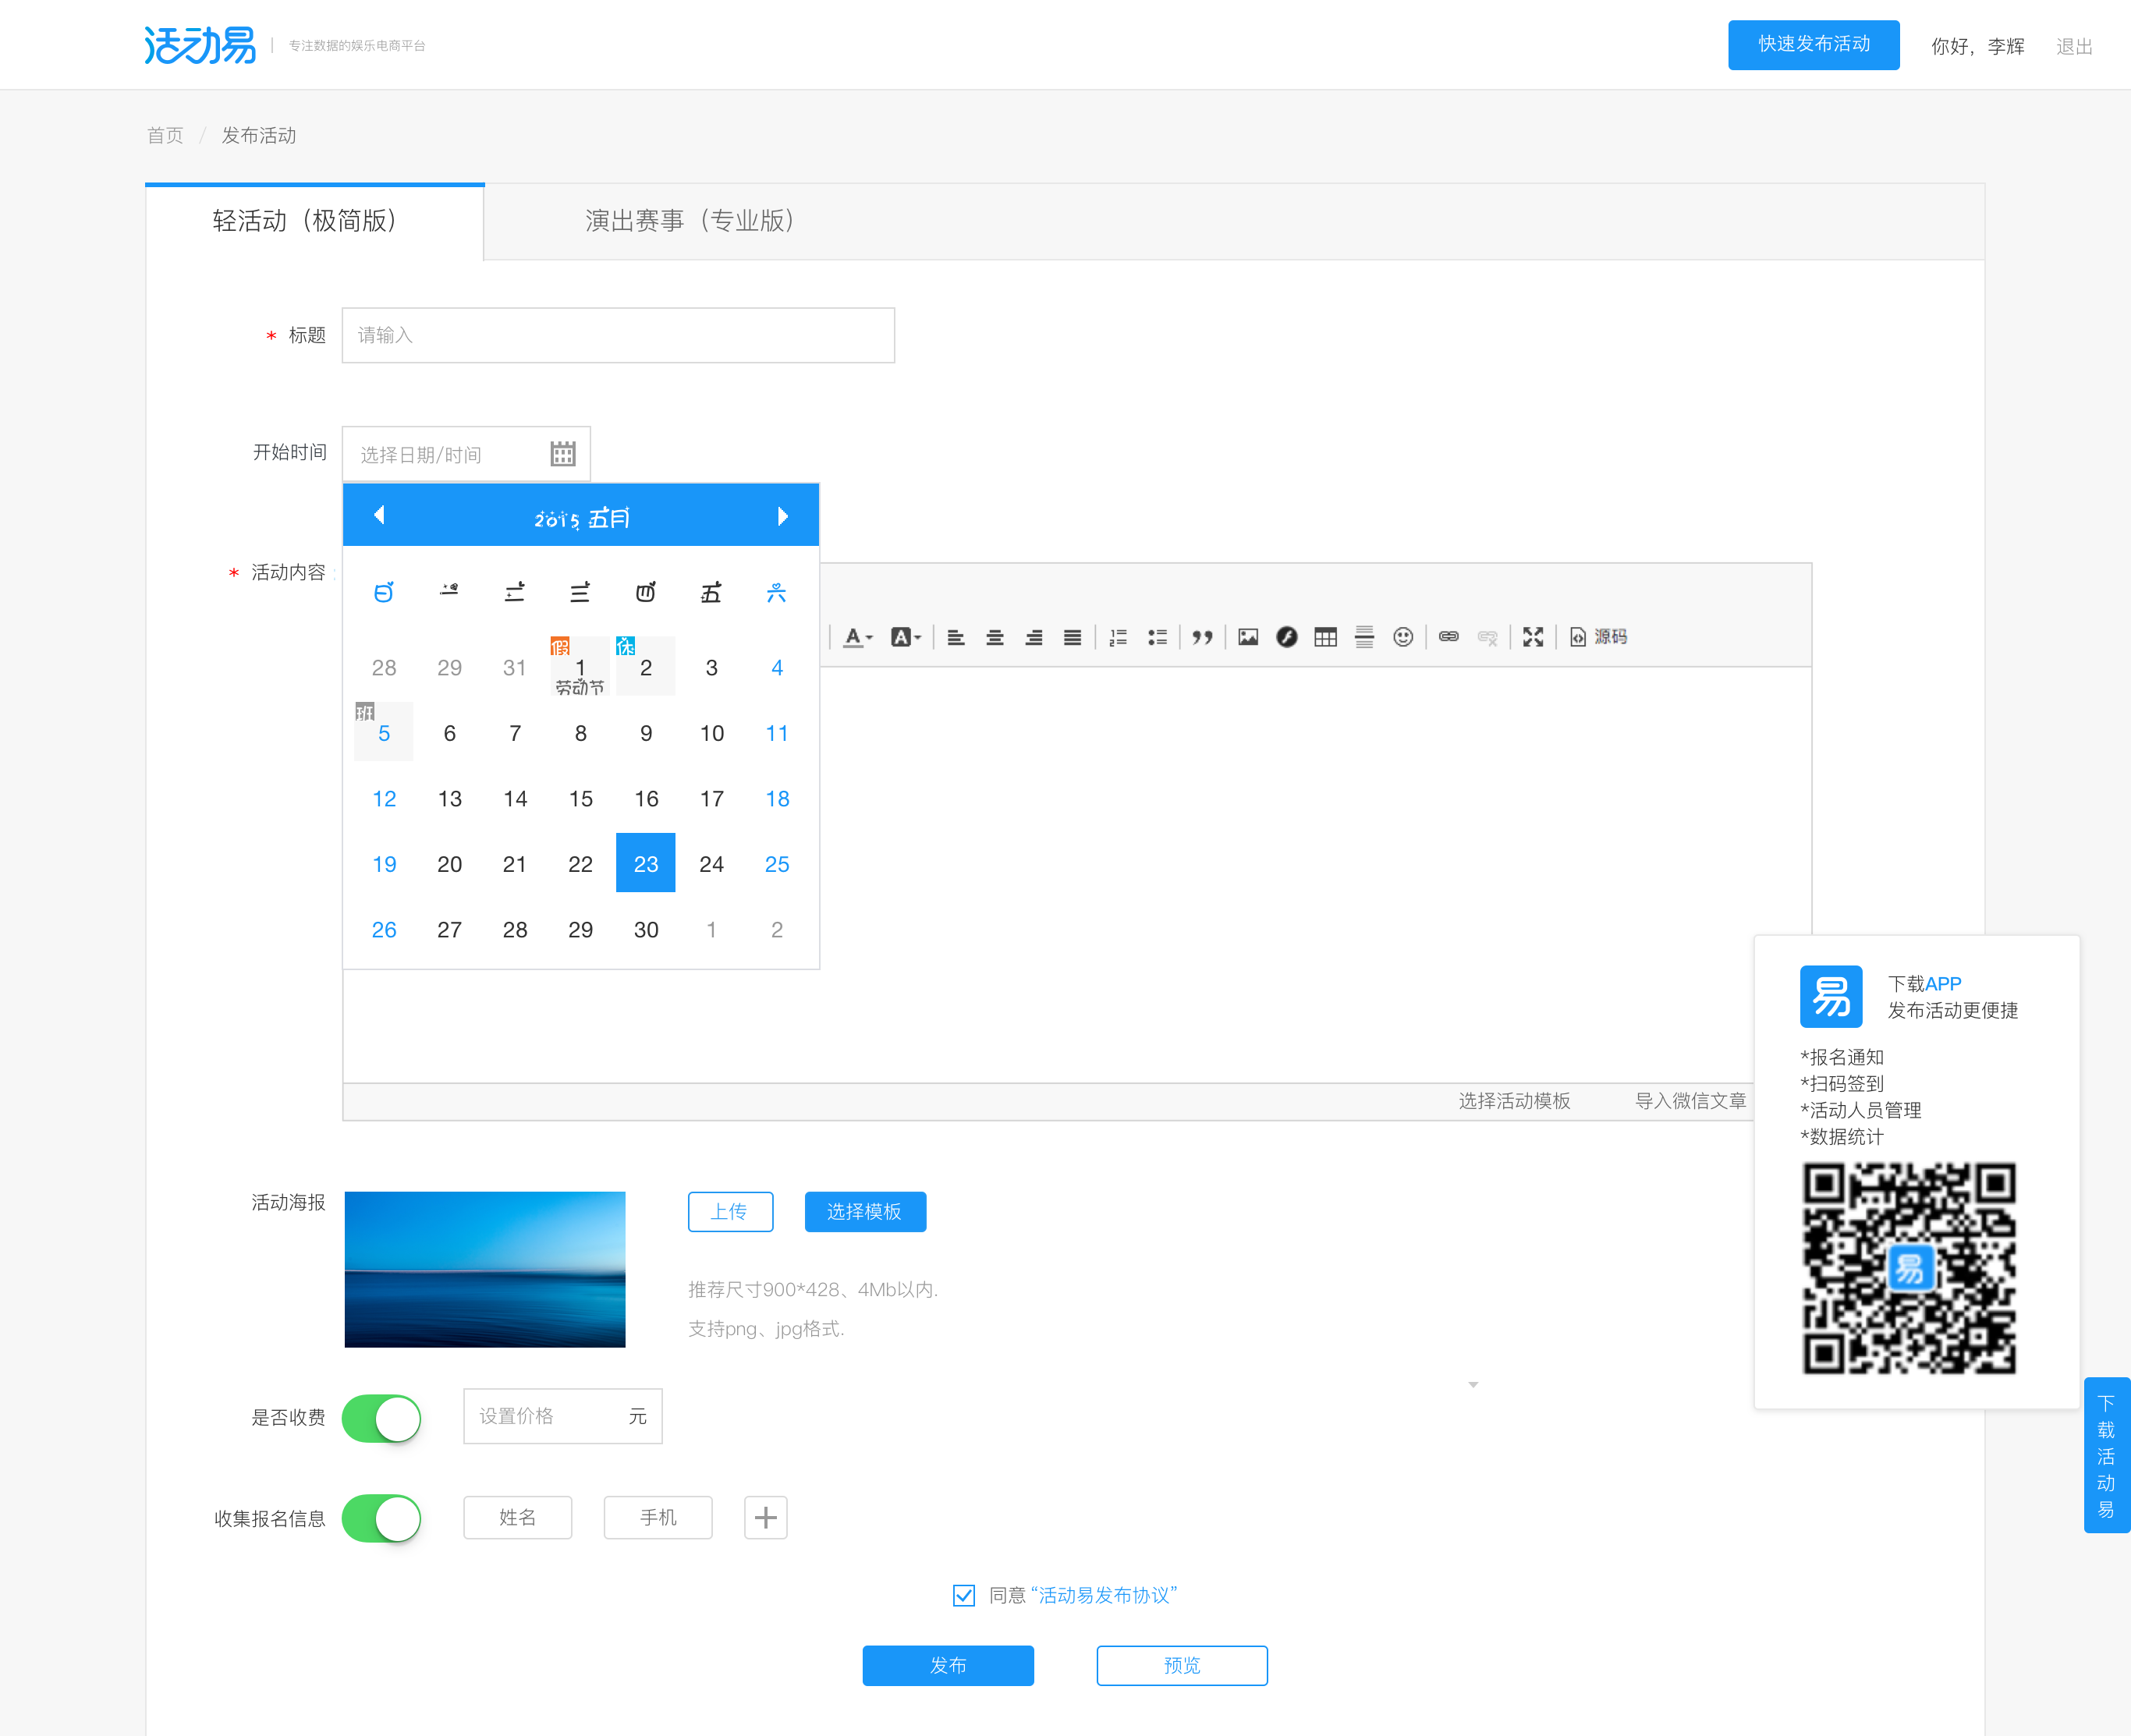 活动易 专注数据的娱乐电商平台 快速发布活动 你好，李辉 退出
首页 / 发布活动
轻活动（极简版） 演出赛事（专业版）
* 标题 请输入
开始时间 选择日期/时间
2015 五月
* 活动内容：
日 一 二 三 四 五 六
A A 源码
假 休
28 29 31 1 2 3 4
劳动节
班
5 6 7 8 9 10 11
12 13 14 15 16 17 18
19 20 21 22 23 24 25
26 27 28 29 30 1 2
选择活动模板 导入微信文章
易
下载APP
发布活动更便捷
*报名通知
*扫码签到
*活动人员管理
*数据统计
易
活动海报 上传 选择模板
推荐尺寸900*428、4Mb以内.
支持png、jpg格式.
是否收费 设置价格 元
收集报名信息 姓名 手机
下载活动易
同意“活动易发布协议”
发布 预览